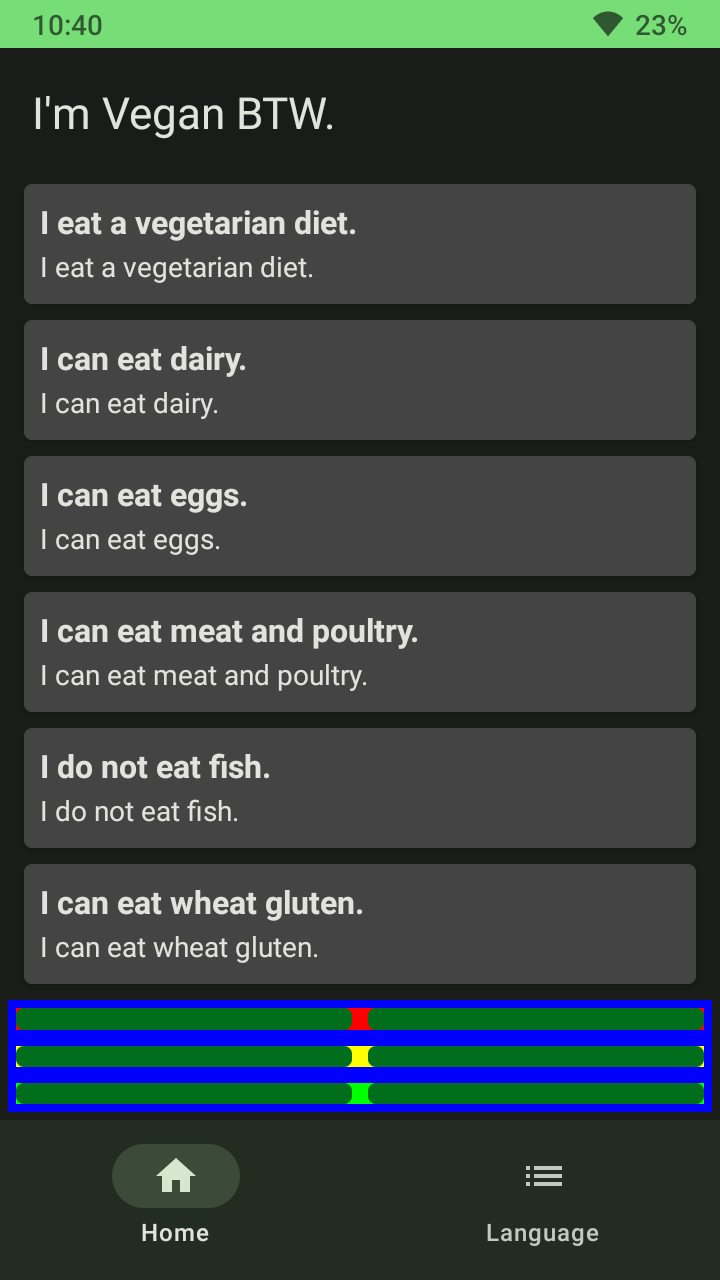 10:40
23%
I'm Vegan BTW.
I eat a vegetarian diet.
I eat a vegetarian diet.
I can eat dairy.
I can eat dairy.
I can eat eggs.
I can eat eggs.
I can eat meat and poultry.
I can eat meat and poultry.
I do not eat fish.
I do not eat fish.
I can eat wheat gluten.
I can eat wheat gluten.
Home
Language